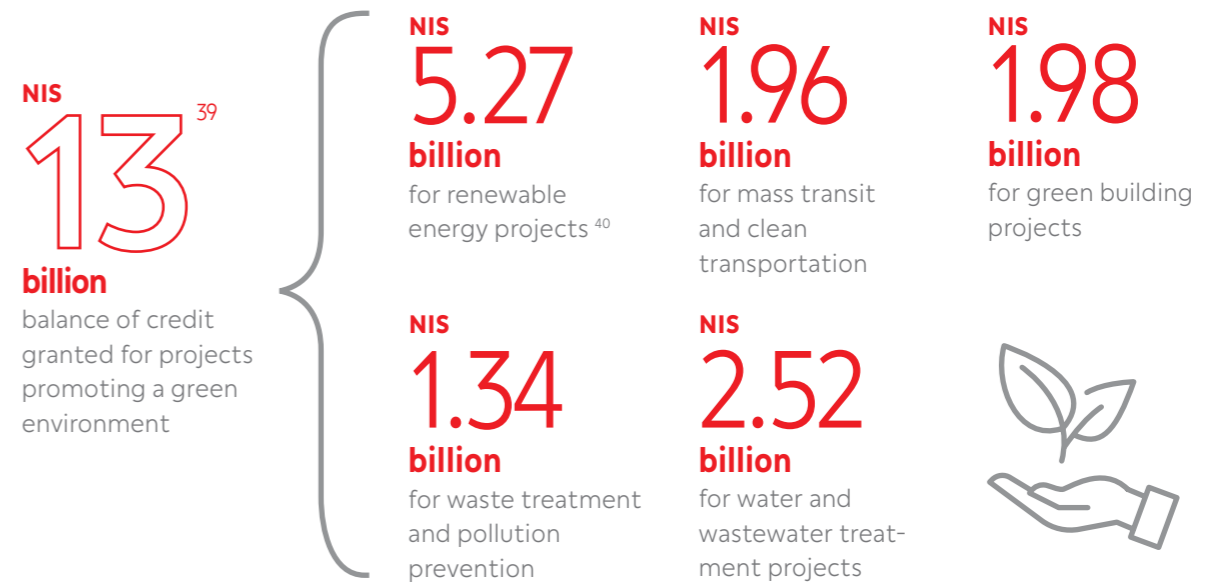 NIS
13 39
billion
balance of credit
granted for projects
promoting a green
environment
NIS
5.27
billion
for renewable
energy projects 40
NIS
1.96
billion
for mass transit
and clean
transportation
NIS
1.98
billion
for green building
projects
NIS
1.34
billion
for waste treatment
and pollution
prevention
NIS
2.52
billion
for water and
wastewater treat-
ment projects